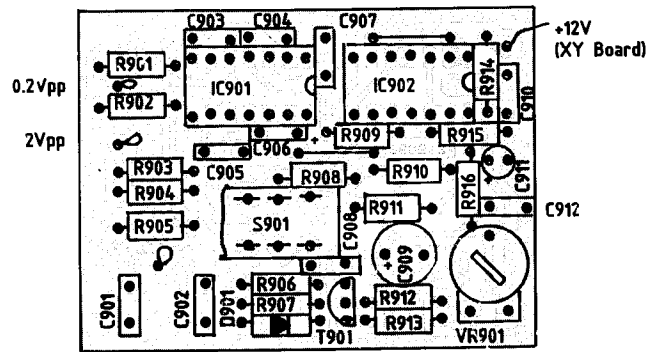 C903 C904 C907
+12V
(XY Board)
R901
0.2Vpp
R902
IC901
IC902
R914
C910
2Vpp
R909
R915
C906
+
C905
R903
R904
R908
R910
R916
+
C911
R905
S901
C908
R911
C912
+
C909
C901
C902
D901
R906
R907
T901
R912
R913
VR901